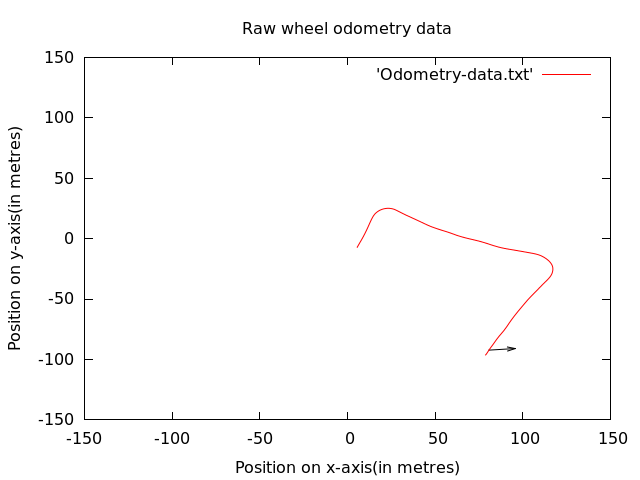 Raw wheel odometry data
'Odometry-data.txt'
Position on y-axis(in metres)
150
100
50
0
-50
-100
-150
-150 -100 -50 0 50 100 150
Position on x-axis(in metres)